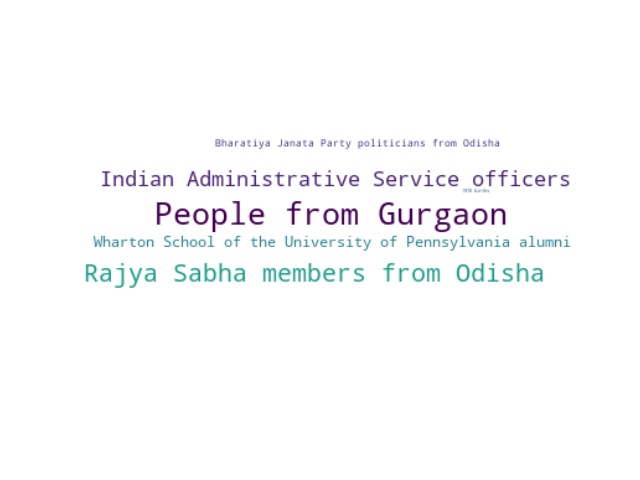 Bharatiya Janata Party politicians from Odisha
Indian Administrative Service officers
People from Gurgaon
Wharton School of the University of Pennsylvania alumni
Rajya Sabha members from Odisha